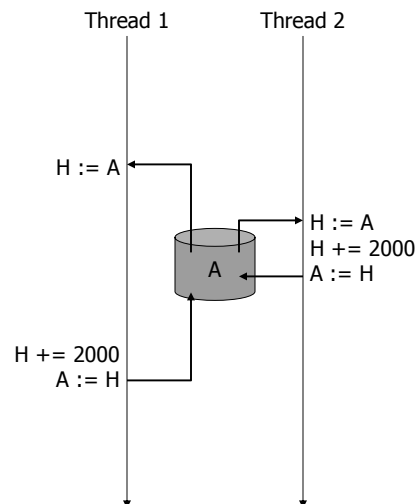 Thread 1
Thread 2
H := A
H := A
H += 2000
A := H
A
H += 2000
A := H